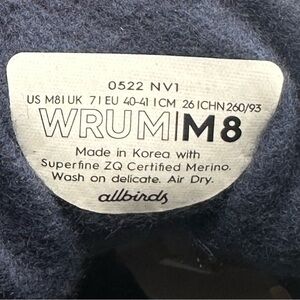 0522 NV1
US M8 | UK 7 | EU 40-41 | CM 26 | CHN 260/93
WRUM|M8
Made in Korea with
Superfine ZQ Certified Merino.
Wash on delicate. Air Dry.
allbirds